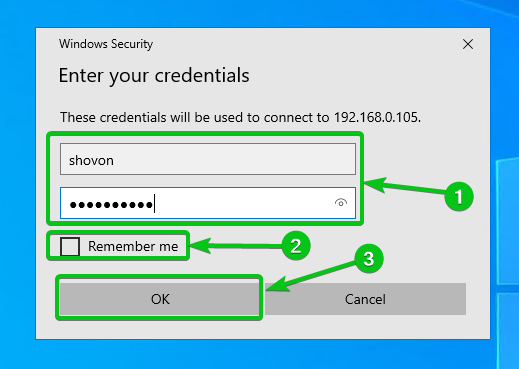 Windows Security
Enter your credentials
These credentials will be used to connect to 192.168.0.105.
shovon
●●●●●●●●●●
1
Remember me
2
3
OK Cancel